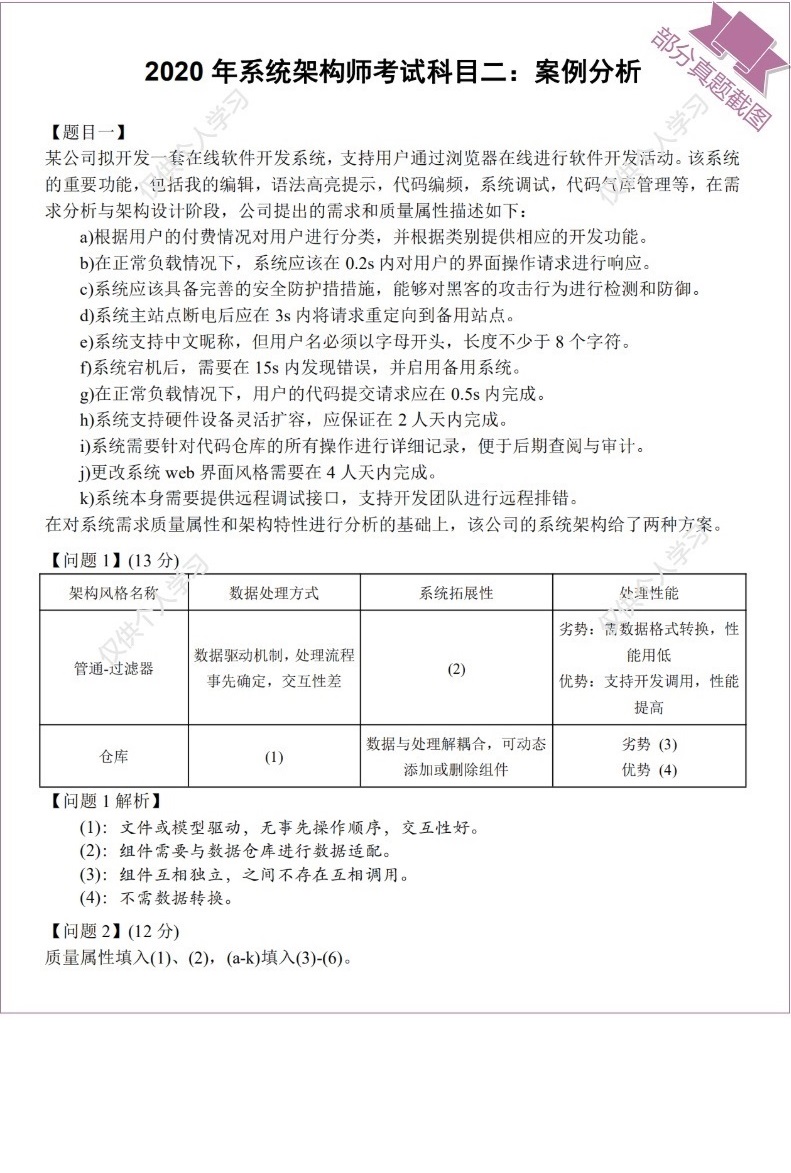 部分真题截图
2020 年系统架构师考试科目二：案例分析
【题目一】
某公司拟开发一套在线软件开发系统，支持用户通过浏览器在线进行软件开发活动。该系统
的重要功能，包括我的编辑，语法高亮提示，代码编频，系统调试，代码仓库管理等，在需
求分析与架构设计阶段，公司提出的需求和质量属性描述如下：
a)根据用户的付费情况对用户进行分类，并根据类别提供相应的开发功能。
b)在正常负载情况下，系统应该在 0.2s 内对用户的界面操作请求进行响应。
c)系统应该具备完善的安全防护措措施，能够对黑客的攻击行为进行检测和防御。
d)系统主站点断电后应在 3s 内将请求重定向到备用站点。
e)系统支持中文昵称，但用户名必须以字母开头，长度不少于 8 个字符。
f)系统宕机后，需要在 15s 内发现错误，并启用备用系统。
g)在正常负载情况下，用户的代码提交请求应在 0.5s 内完成。
h)系统支持硬件设备灵活扩容，应保证在 2 人天内完成。
i)系统需要针对代码仓库的所有操作进行详细记录，便于后期查阅与审计。
j)更改系统 web 界面风格需要在 4 人天内完成。
k)系统本身需要提供远程调试接口，支持开发团队进行远程排错。
在对系统需求质量属性和架构特性进行分析的基础上，该公司的系统架构给了两种方案。
【问题 1】(13 分)
架构风格名称 数据处理方式 系统拓展性 处理性能
管通-过滤器
数据驱动机制，处理流程
事先确定，交互性差
(2)
劣势：需数据格式转换，性
能用低
优势：支持开发调用，性能
提高
仓库
(1)
数据与处理解耦合，可动态
添加或删除组件
劣势 (3)
优势 (4)
【问题 1 解析】
(1)：文件或模型驱动，无事先操作顺序，交互性好。
(2)：组件需要与数据仓库进行数据适配。
(3)：组件互相独立，之间不存在互相调用。
(4)：不需数据转换。
【问题 2】(12 分)
质量属性填入(1)、(2)，(a-k)填入(3)-(6)。
仅供个人学习
仅供个人学习
仅供个人学习
仅供个人学习